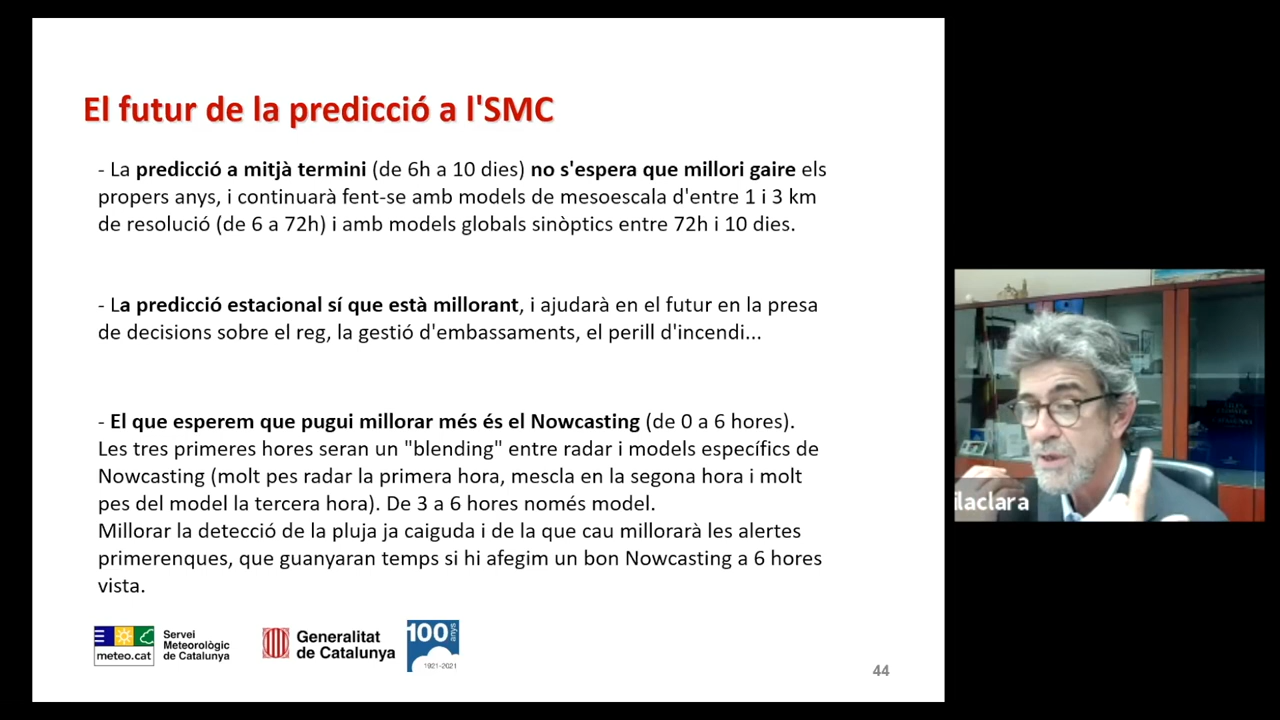 El futur de la predicció a l'SMC
- La predicció a mitjà termini (de 6h a 10 dies) no s'espera que millori gaire els
propers anys, i continuarà fent-se amb models de mesoescala d'entre 1 i 3 km
de resolució (de 6 a 72h) i amb models globals sinòptics entre 72h i 10 dies.
- La predicció estacional sí que està millorant, i ajudarà en el futur en la presa
de decisions sobre el reg, la gestió d'embassaments, el perill d'incendi...
- El que esperem que pugui millorar més és el Nowcasting (de 0 a 6 hores).
Les tres primeres hores seran un "blending" entre radar i models específics de
Nowcasting (molt pes radar la primera hora, mescla en la segona hora i molt
pes del model la tercera hora). De 3 a 6 hores només model.
Millorar la detecció de la pluja ja caiguda i de la que cau millorarà les alertes
primerenques, que guanyaran temps si hi afegim un bon Nowcasting a 6 hores
vista.
meteo.cat
Servei
Meteorològic
de Catalunya
Generalitat
de Catalunya
100 anys
1921-2021
44
ilaclara